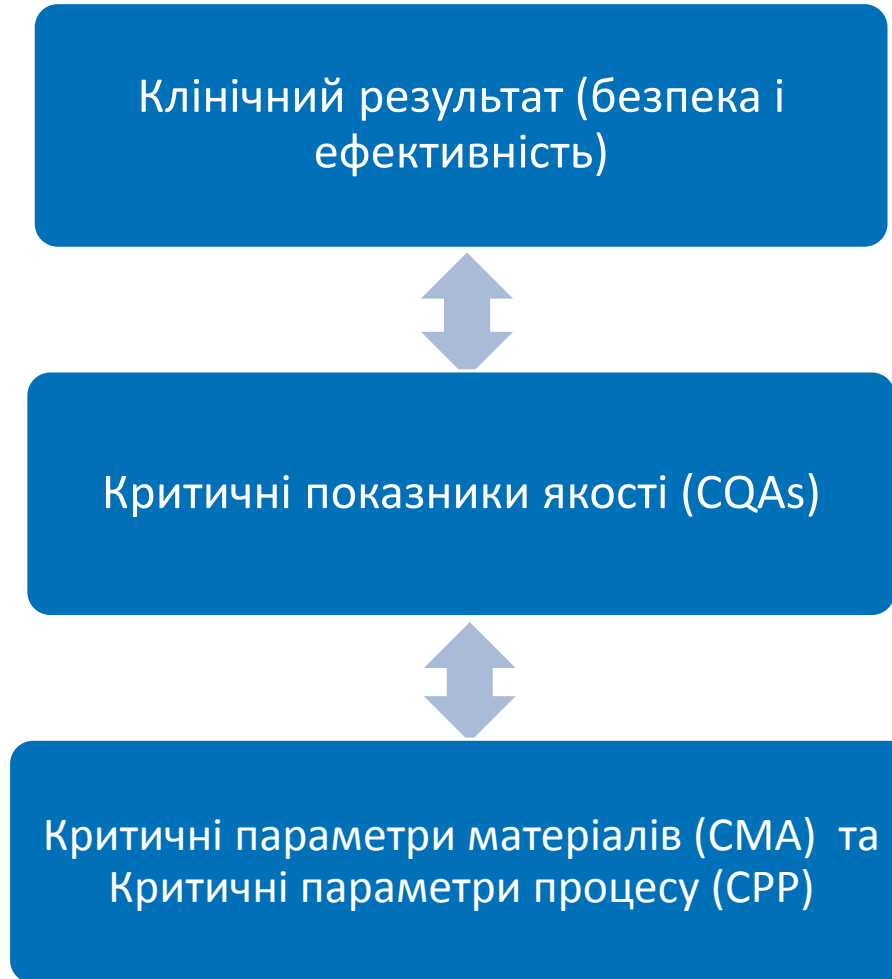 Клінічний результат (безпека і
ефективність)
Критичні показники якості (CQAs)
Критичні параметри матеріалів (CMA) та
Критичні параметри процесу (CPP)